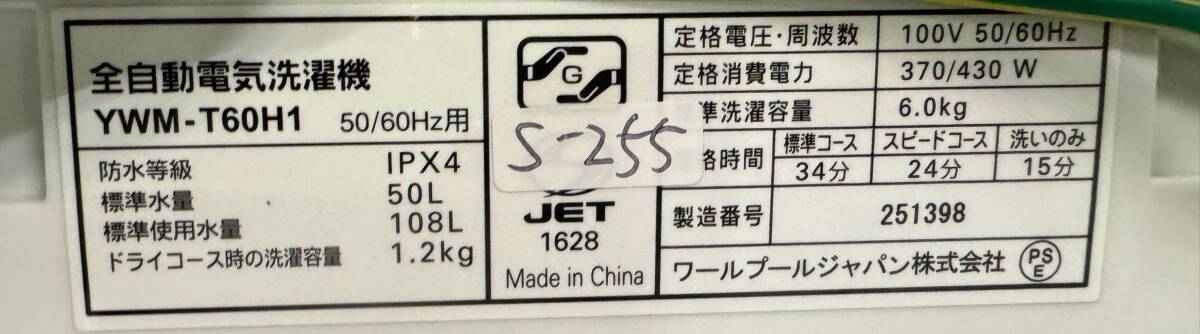 全自動電気洗濯機
YWM-T60H1 50/60Hz用
防水等級 IPX4
標準水量 50L
標準使用水量 108L
ドライコース時の洗濯容量 1.2kg
G
S-255
JET
1628
Made in China
定格電圧・周波数 100V 50/60Hz
定格消費電力 370/430 W
準洗濯容量 6.0kg
格時間 標準コース スピードコース 洗いのみ
34分 24分 15分
製造番号 251398
ワールプールジャパン株式会社 PSE